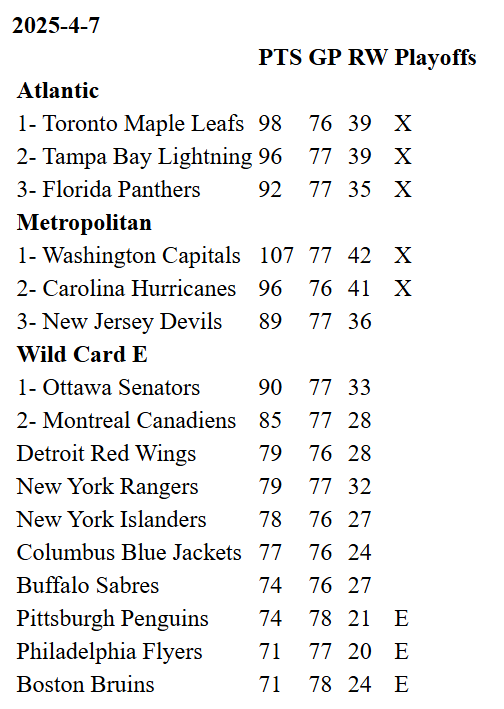 2025-4-7
PTS GP RW Playoffs
Atlantic
1- Toronto Maple Leafs 98 76 39 X
2- Tampa Bay Lightning 96 77 39 X
3- Florida Panthers 92 77 35 X
Metropolitan
1- Washington Capitals 107 77 42 X
2- Carolina Hurricanes 96 76 41 X
3- New Jersey Devils 89 77 36
Wild Card E
1- Ottawa Senators 90 77 33
2- Montreal Canadiens 85 77 28
Detroit Red Wings 79 76 28
New York Rangers 79 77 32
New York Islanders 78 76 27
Columbus Blue Jackets 77 76 24
Buffalo Sabres 74 76 27
Pittsburgh Penguins 74 78 21 E
Philadelphia Flyers 71 77 20 E
Boston Bruins 71 78 24 E